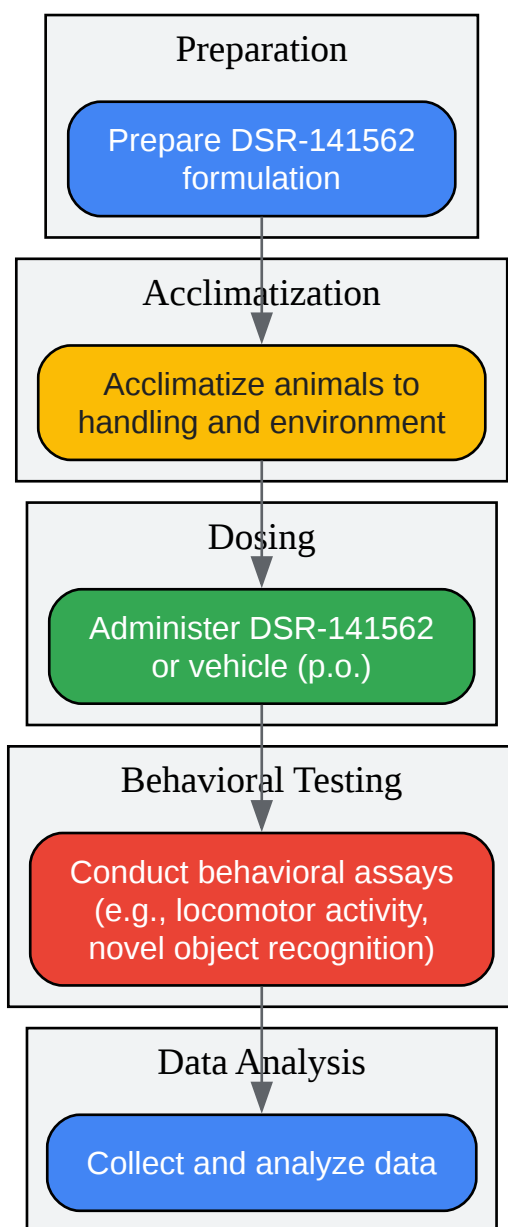 Preparation
Prepare DSR-141562
formulation
Acclimatization
Acclimatize animals to
handling and environment
Dosing
Administer DSR-141562
or vehicle (p.o.)
Behavioral Testing
Conduct behavioral assays
(e.g., locomotor activity,
novel object recognition)
Data Analysis
Collect and analyze data